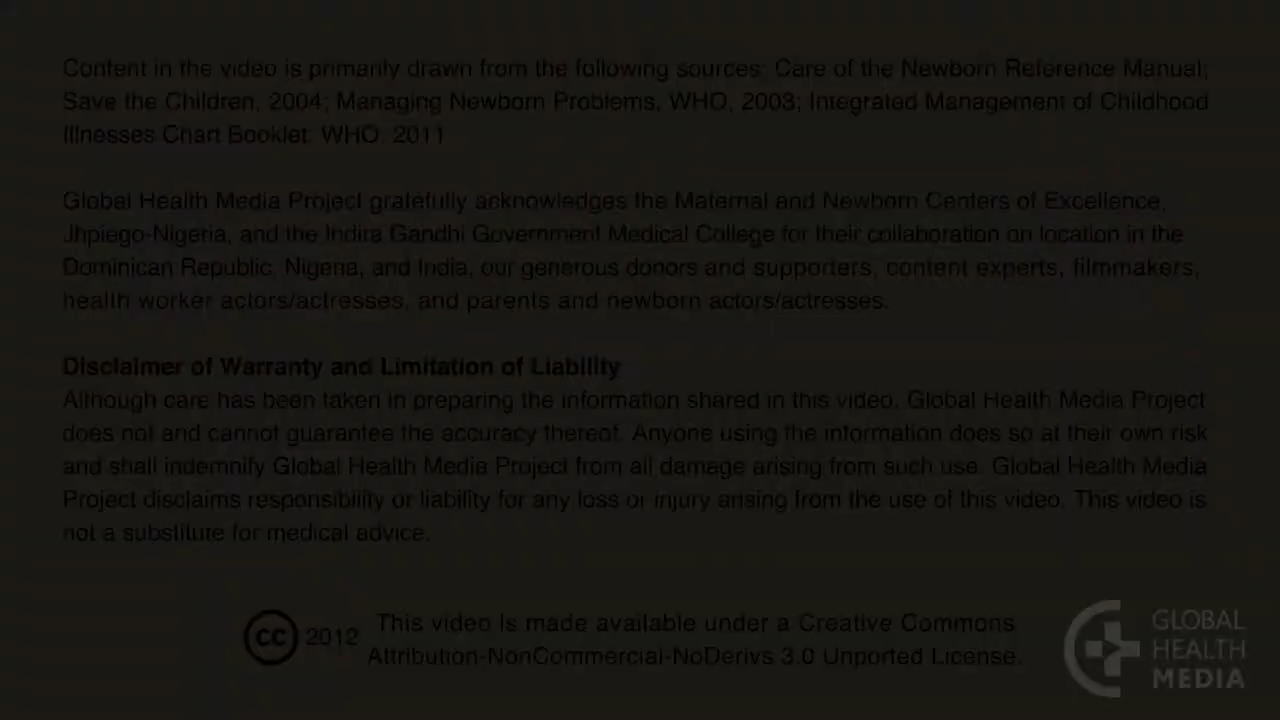 Content in the video is primarily drawn from the following sources: Care of the Newborn Reference Manual,
Save the Children, 2004; Managing Newborn Problems, WHO, 2003; Integrated Management of Childhood
Illnesses Chart Booklet. WHO. 2011
Global Health Media Project gratefully acknowledges the Maternal and Newborn Centers of Excellence,
Jhpiego-Nigeria, and the Indira Gandhi Government Medical College for their collaboration on location in the
Dominican Republic, Nigeria, and India, our generous donors and supporters, content experts, filmmakers,
health worker actors/actresses, and parents and newborn actors/actresses.
Disclaimer of Warranty and Limitation of Liability
Although care has been taken in preparing the information shared in this video, Global Health Media Project
does not and cannot guarantee the accuracy thereof. Anyone using the information does so at their own risk
and shall indemnify Global Health Media Project from all damage arising from such use. Global Health Media
Project disclaims responsibility or liability for any loss or injury arising from the use of this video. This video is
not a substitute for medical advice.
cc 2012 This video is made available under a Creative Commons
Attribution-NonCommercial-NoDerivs 3.0 Unported License.
GLOBAL
HEALTH
MEDIA